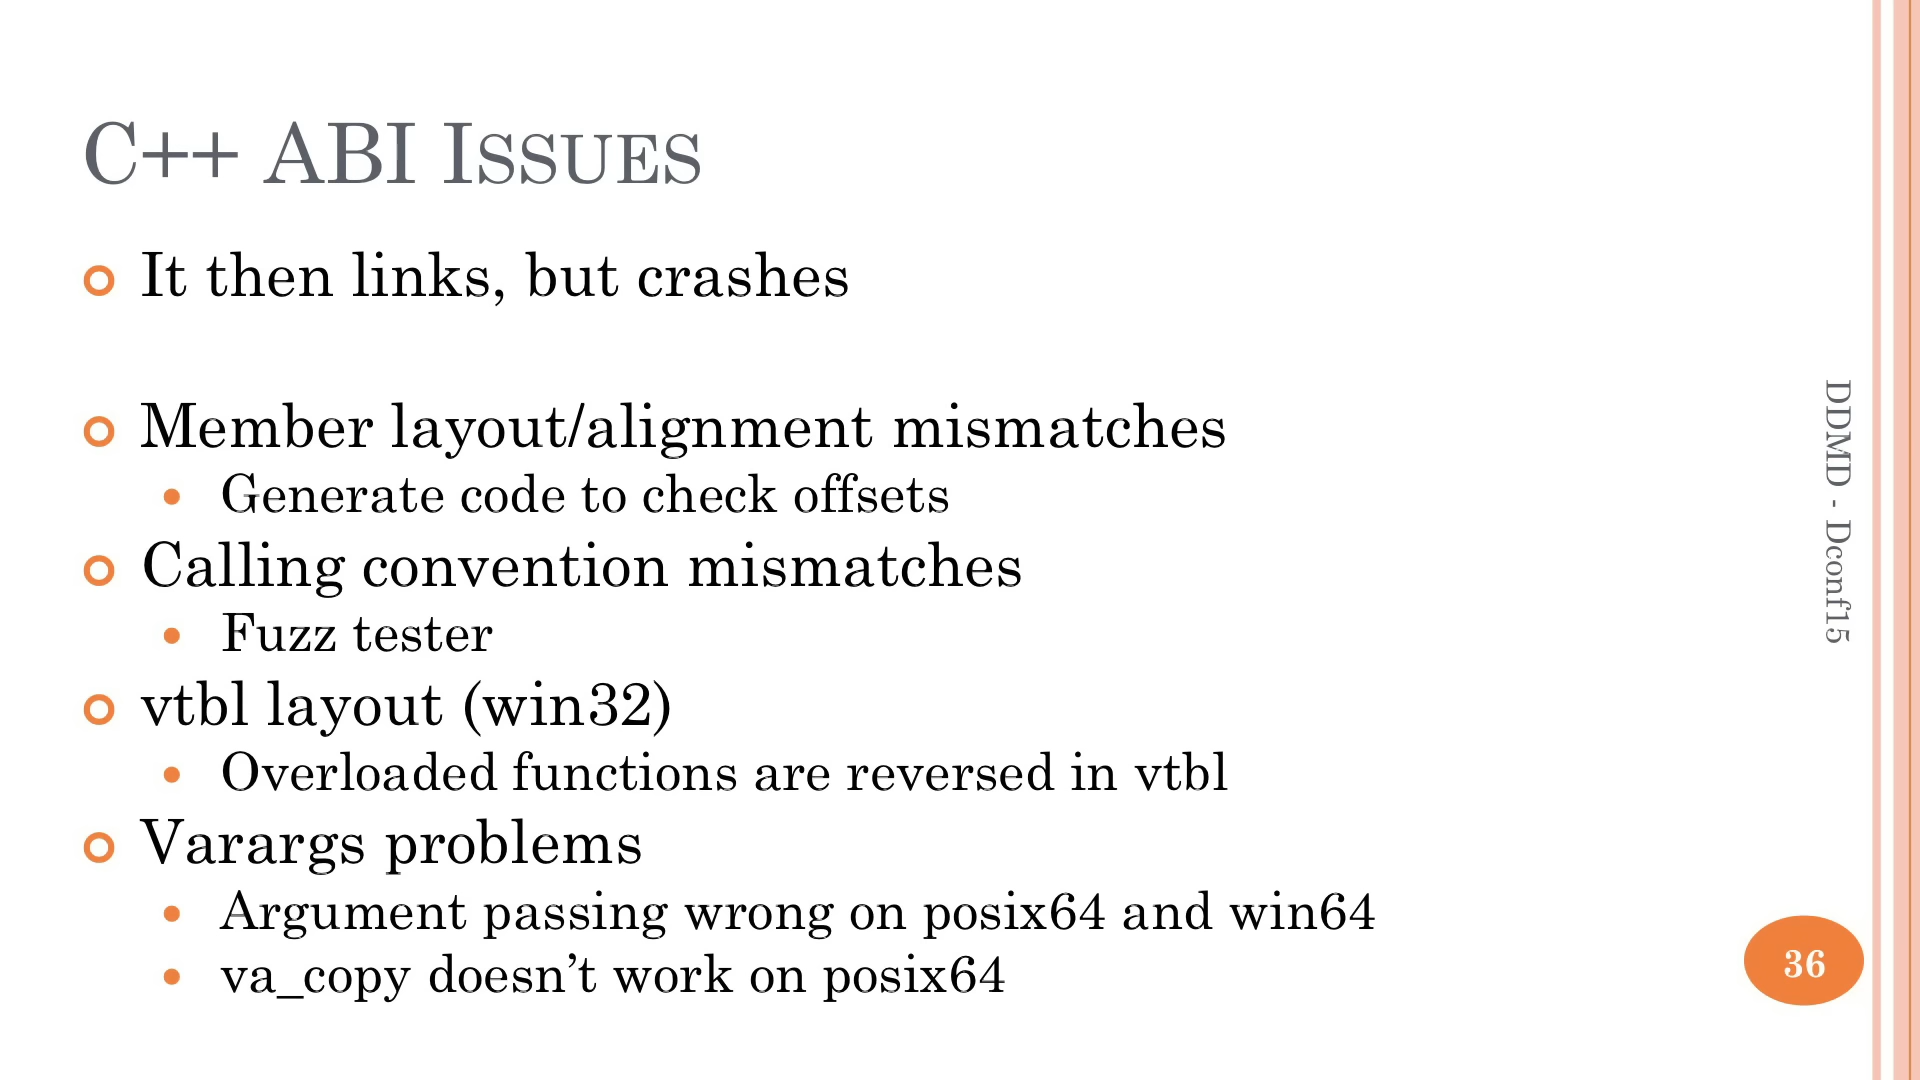 C++ ABI ISSUES
It then links, but crashes
Member layout/alignment mismatches
Generate code to check offsets
Calling convention mismatches
Fuzz tester
vtbl layout (win32)
Overloaded functions are reversed in vtbl
Varargs problems
Argument passing wrong on posix64 and win64
va_copy doesn’t work on posix64
DDMD - Dconf15
36